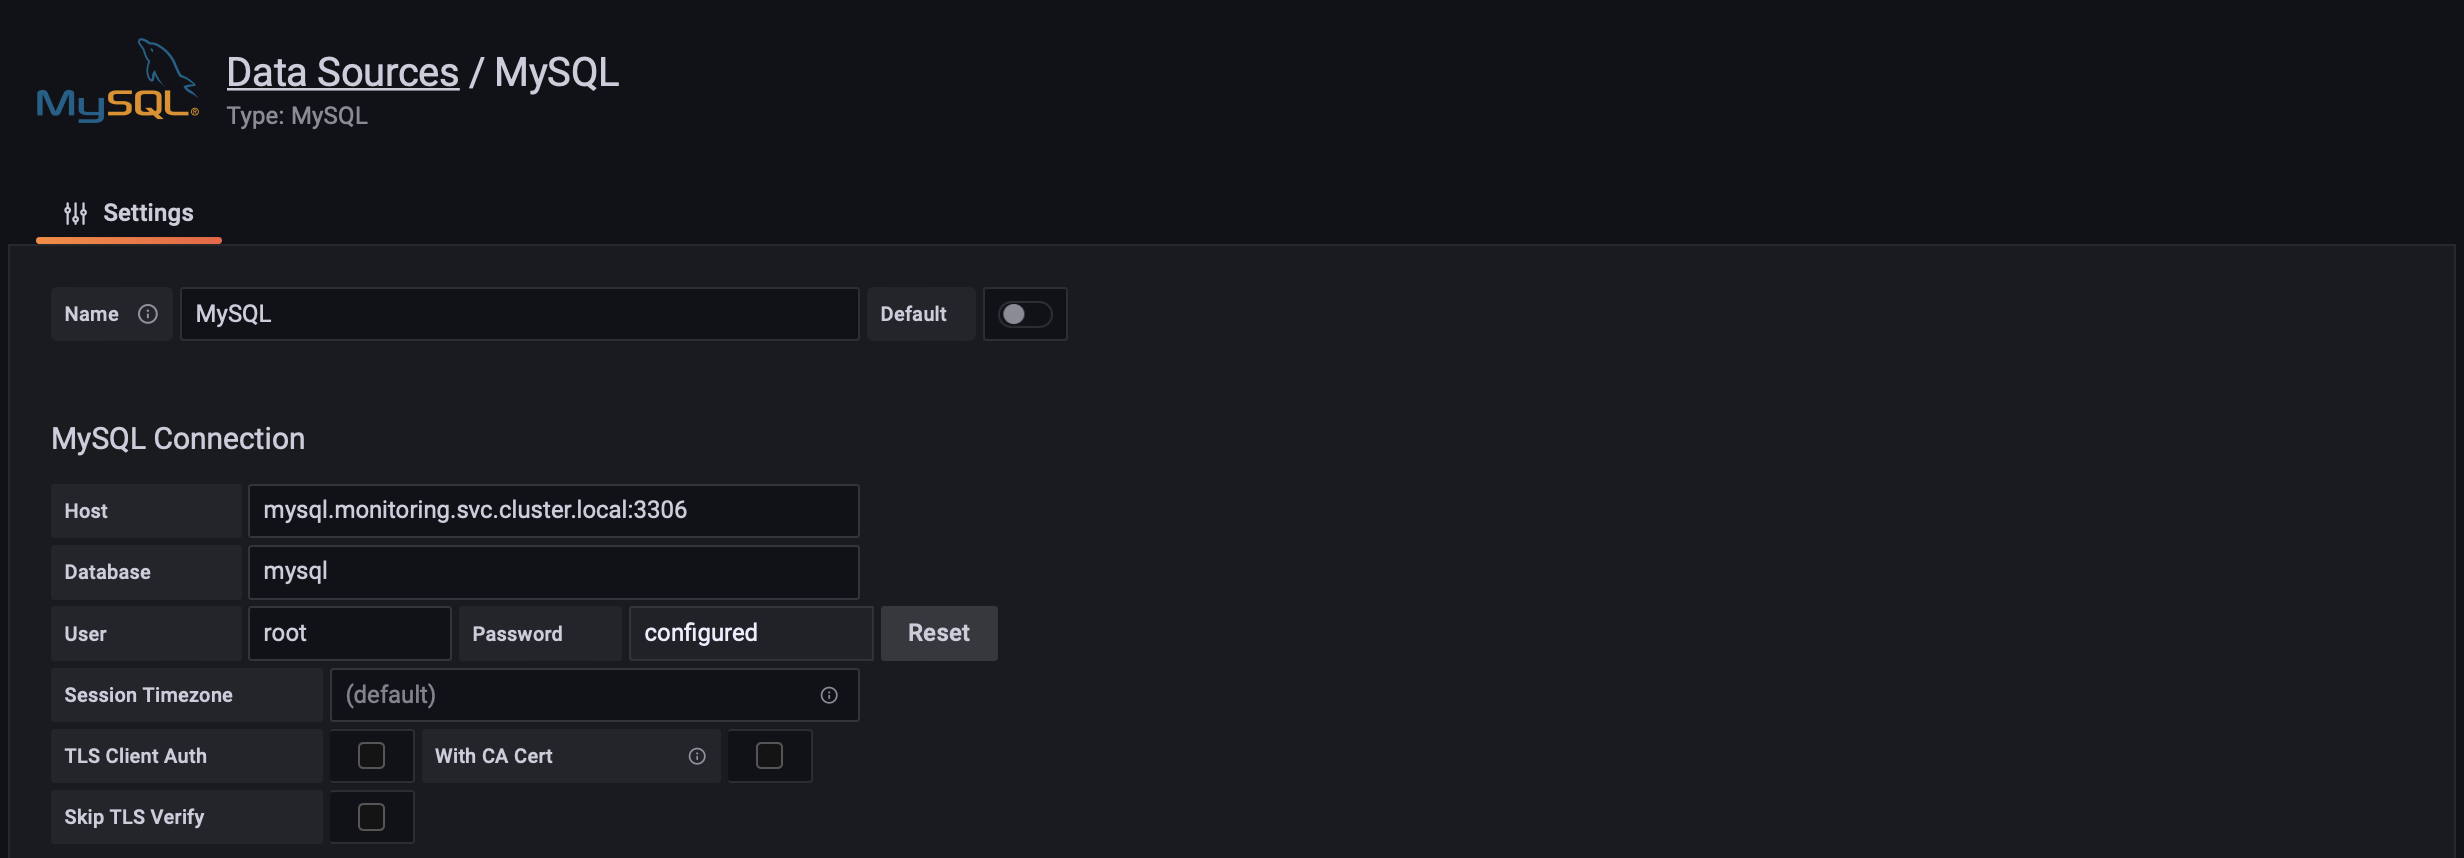 MySQL®
Data Sources / MySQL
Type: MySQL
Settings
Name MySQL Default
MySQL Connection
Host mysql.monitoring.svc.cluster.local:3306
Database mysql
User root Password configured Reset
Session Timezone (default)
TLS Client Auth With CA Cert
Skip TLS Verify